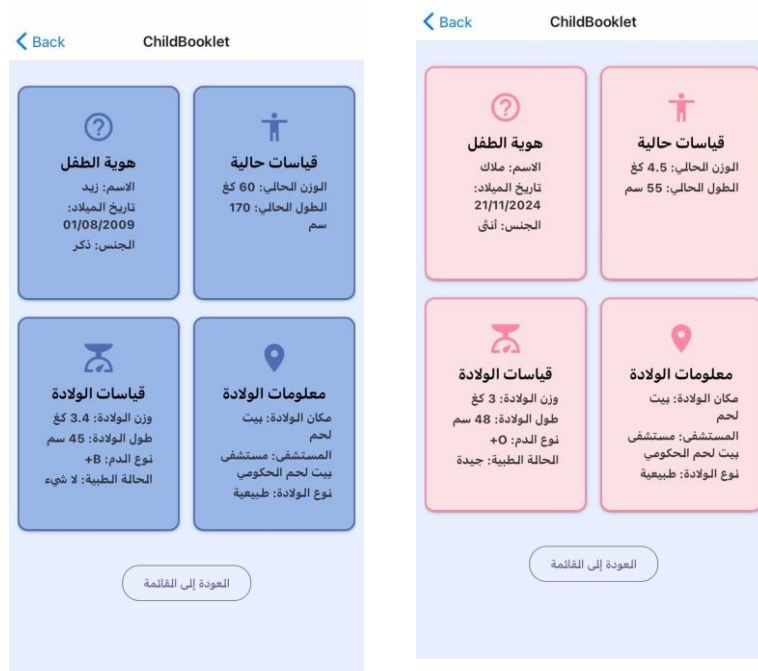 Back
ChildBooklet
هوية الطفل
الاسم: زيد
تاريخ الميلاد:
01/08/2009
الجنس: ذكر
قياسات حالية
الوزن الحالي: 60 كغ
الطول الحالي: 170
سم
قياسات الولادة
وزن الولادة: 3.4 كغ
طول الولادة: 45 سم
نوع الدم: B+
الحالة الطبية: لا شيء
معلومات الولادة
مكان الولادة: بيت
لحم
المستشفى: مستشفى
بيت لحم الحكومي
نوع الولادة: طبيعية
العودة إلى القائمة
Back
ChildBooklet
هوية الطفل
الاسم: ملاك
تاريخ الميلاد:
21/11/2024
الجنس: أنثى
قياسات حالية
الوزن الحالي: 4.5 كغ
الطول الحالي: 55 سم
قياسات الولادة
وزن الولادة: 3 كغ
طول الولادة: 48 سم
نوع الدم: O+
الحالة الطبية: جيدة
معلومات الولادة
مكان الولادة: بيت
لحم
المستشفى: مستشفى
بيت لحم الحكومي
نوع الولادة: طبيعية
العودة إلى القائمة